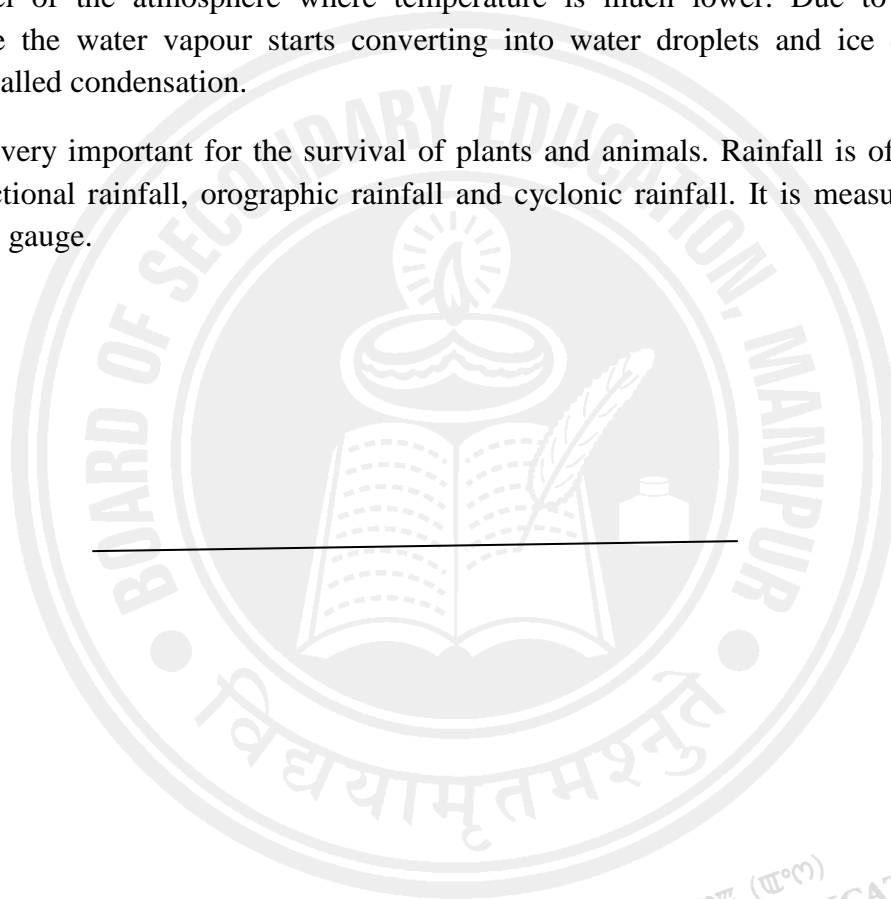 er of the atmosphere where temperature is much lower. Due to
e the water vapour starts converting into water droplets and ice
alled condensation.
very important for the survival of plants and animals. Rainfall is of
ctional rainfall, orographic rainfall and cyclonic rainfall. It is measu
gauge.
BOARD OF SECONDARY EDUCATION, MANIPUR
विद्ययामृतमश्नुते